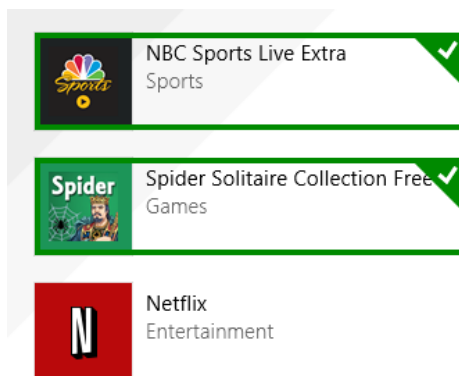 Sports
NBC Sports Live Extra
Sports
Spider
Spider Solitaire Collection Free
Games
N
Netflix
Entertainment